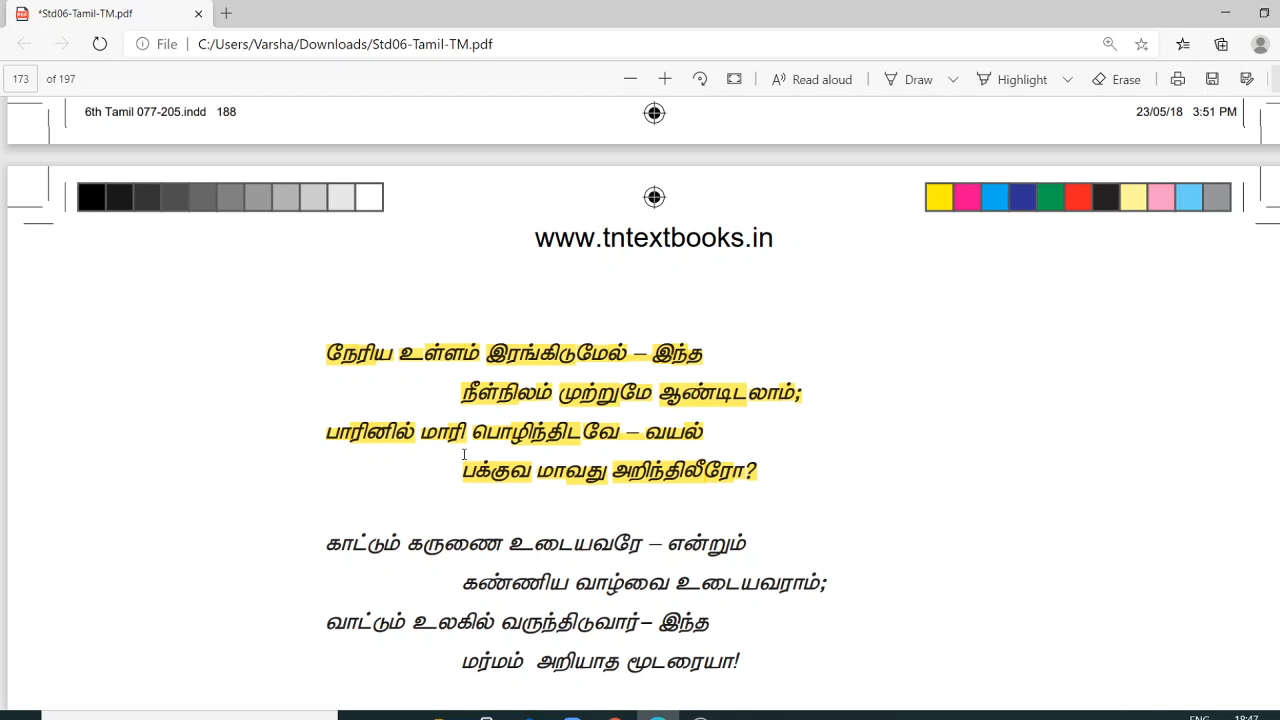 *Std06-Tamil-TM.pdf
File | C:/Users/Varsha/Downloads/Std06-Tamil-TM.pdf
173 of 197 Read aloud Draw Highlight Erase
6th Tamil 077-205.indd 188 23/05/18 3:51 PM
www.tntextbooks.in
நேரிய உள்ளம் இரங்கிடுமேல் – இந்த
நீள்நிலம் முற்றுமே ஆண்டிடலாம்;
பாரினில் மாரி பொழிந்திடவே – வயல்
பக்குவ மாவது அறிந்திலீரோ?
காட்டும் கருணை உடையவரே – என்றும்
கண்ணிய வாழ்வை உடையவராம்;
வாட்டும் உலகில் வருந்திடுவார்– இந்த
மர்மம் அறியாத மூடரையா!